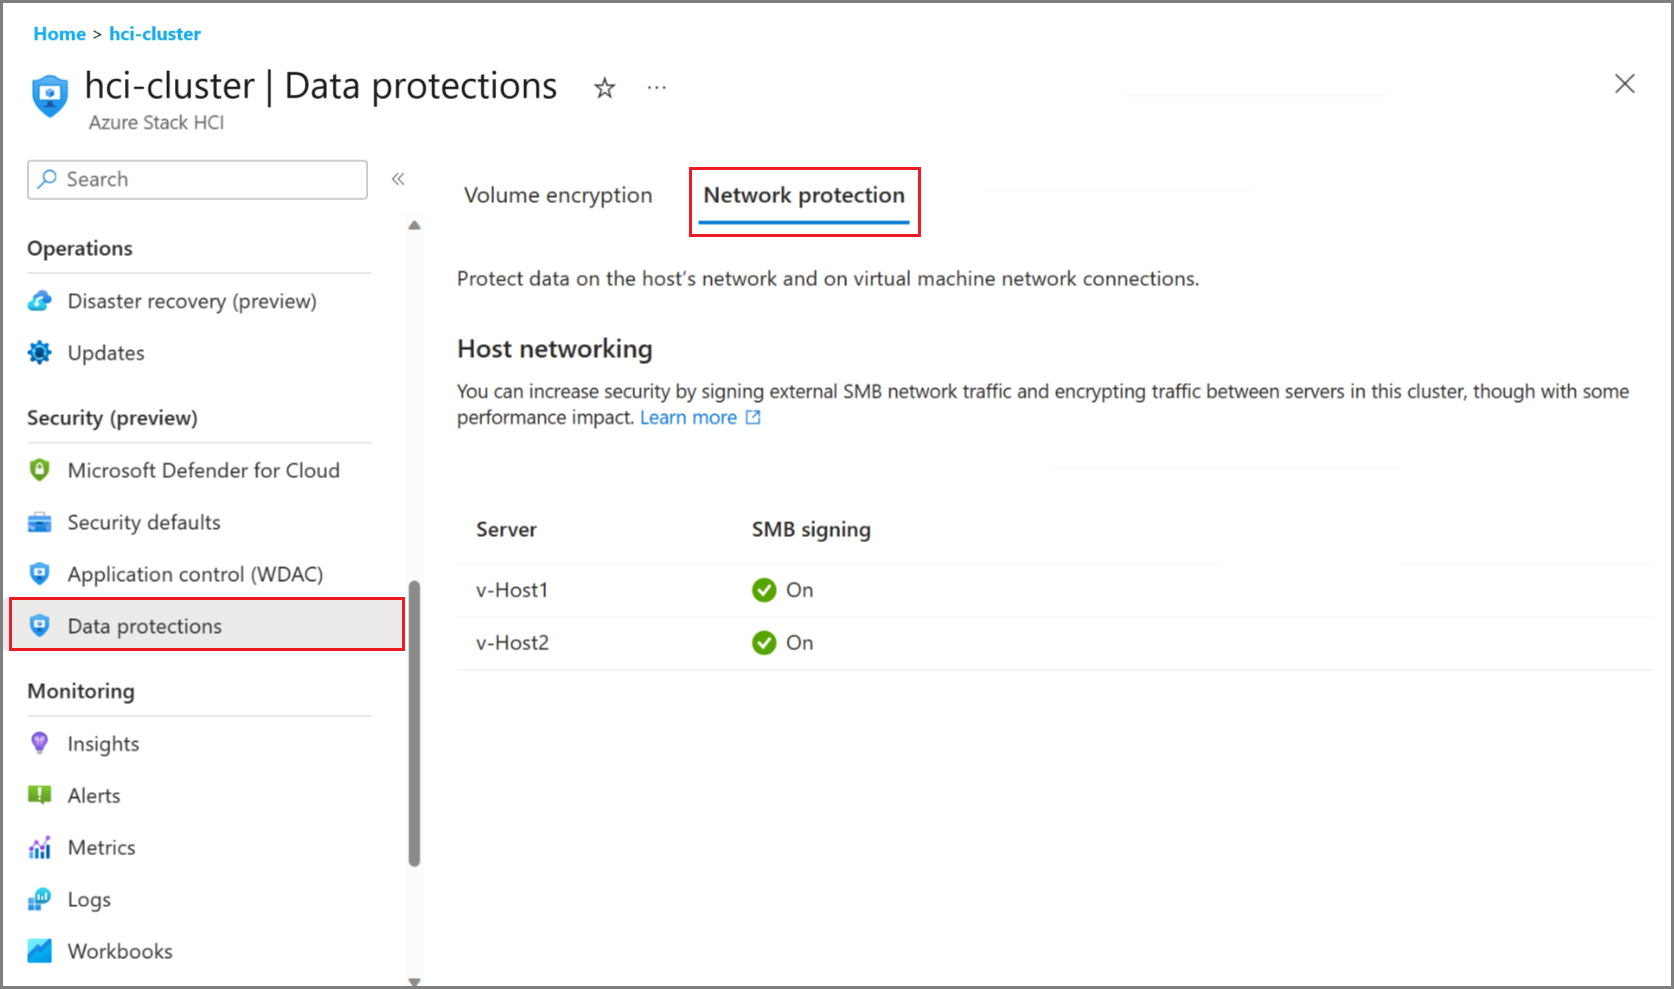 Home > hci-cluster
hci-cluster | Data protections
Azure Stack HCI
Search
Operations
Disaster recovery (preview)
Updates
Security (preview)
Microsoft Defender for Cloud
Security defaults
Application control (WDAC)
Data protections
Monitoring
Insights
Alerts
Metrics
Logs
Workbooks
Volume encryption
Network protection
Protect data on the host's network and on virtual machine network connections.
Host networking
You can increase security by signing external SMB network traffic and encrypting traffic between servers in this cluster, though with some
performance impact. Learn more
Server SMB signing
v-Host1 On
v-Host2 On